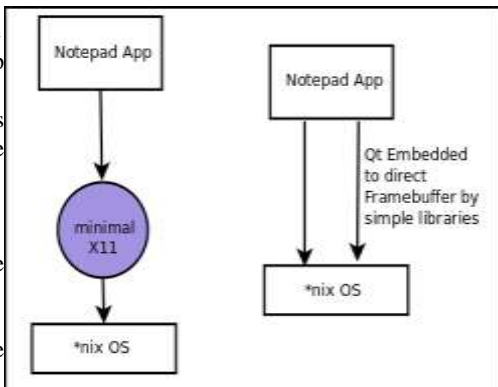 Notepad App
minimal
X11
*nix OS
Notepad App
Qt Embedded
to direct
Framebuffer by
simple libraries
*nix OS